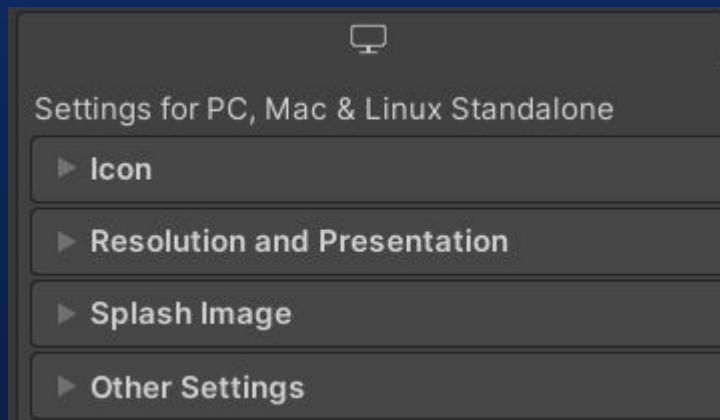 Settings for PC, Mac & Linux Standalone
Icon
Resolution and Presentation
Splash Image
Other Settings